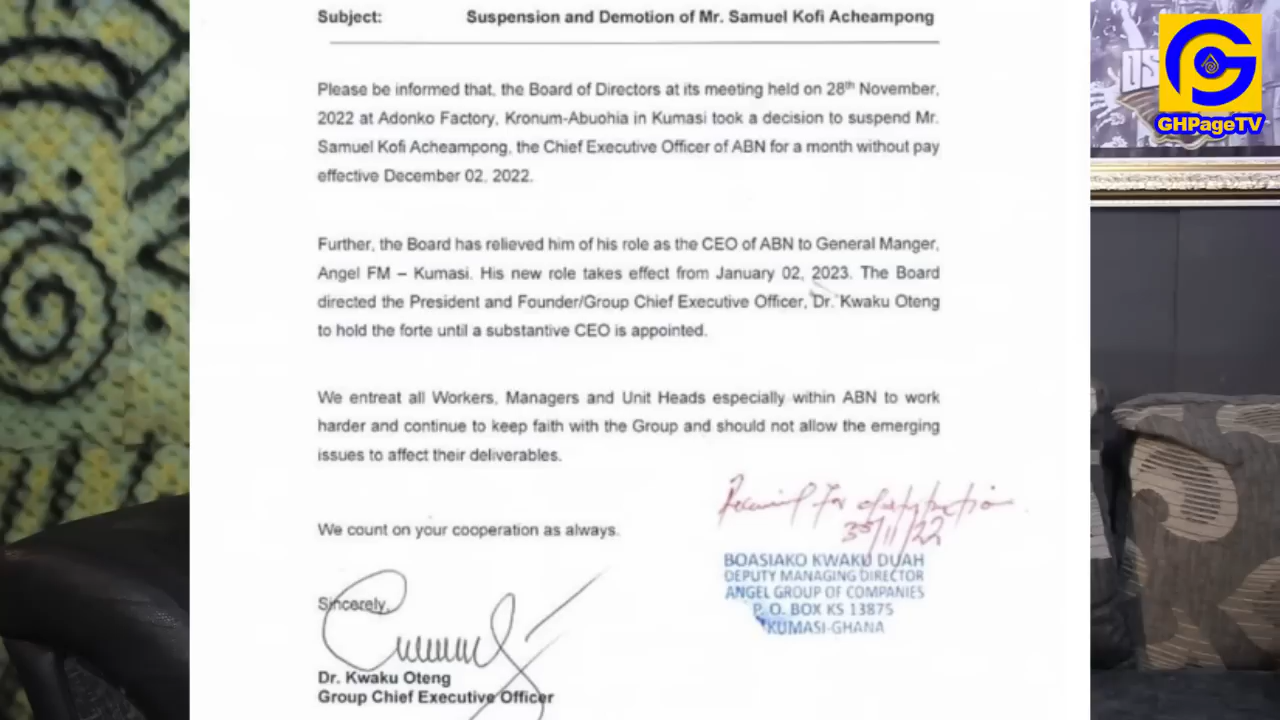 Subject: Suspension and Demotion of Mr. Samuel Kofi Acheampong
Please be informed that, the Board of Directors at its meeting held on 28th November,
2022 at Adonko Factory, Kronum-Abuohia in Kumasi took a decision to suspend Mr.
Samuel Kofi Acheampong, the Chief Executive Officer of ABN for a month without pay
effective December 02, 2022.
Further, the Board has relieved him of his role as the CEO of ABN to General Manger,
Angel FM – Kumasi. His new role takes effect from January 02, 2023. The Board
directed the President and Founder/Group Chief Executive Officer, Dr. Kwaku Oteng
to hold the forte until a substantive CEO is appointed.
We entreat all Workers, Managers and Unit Heads especially within ABN to work
harder and continue to keep faith with the Group and should not allow the emerging
issues to affect their deliverables.
We count on your cooperation as always.
Received for distribution
30/11/22
BOASIAKO KWAKU DUAH
DEPUTY MANAGING DIRECTOR
ANGEL GROUP OF COMPANIES
P. O. BOX KS 13875
KUMASI-GHANA
Sincerely,
Dr. Kwaku Oteng
Group Chief Executive Officer
GHPageTV